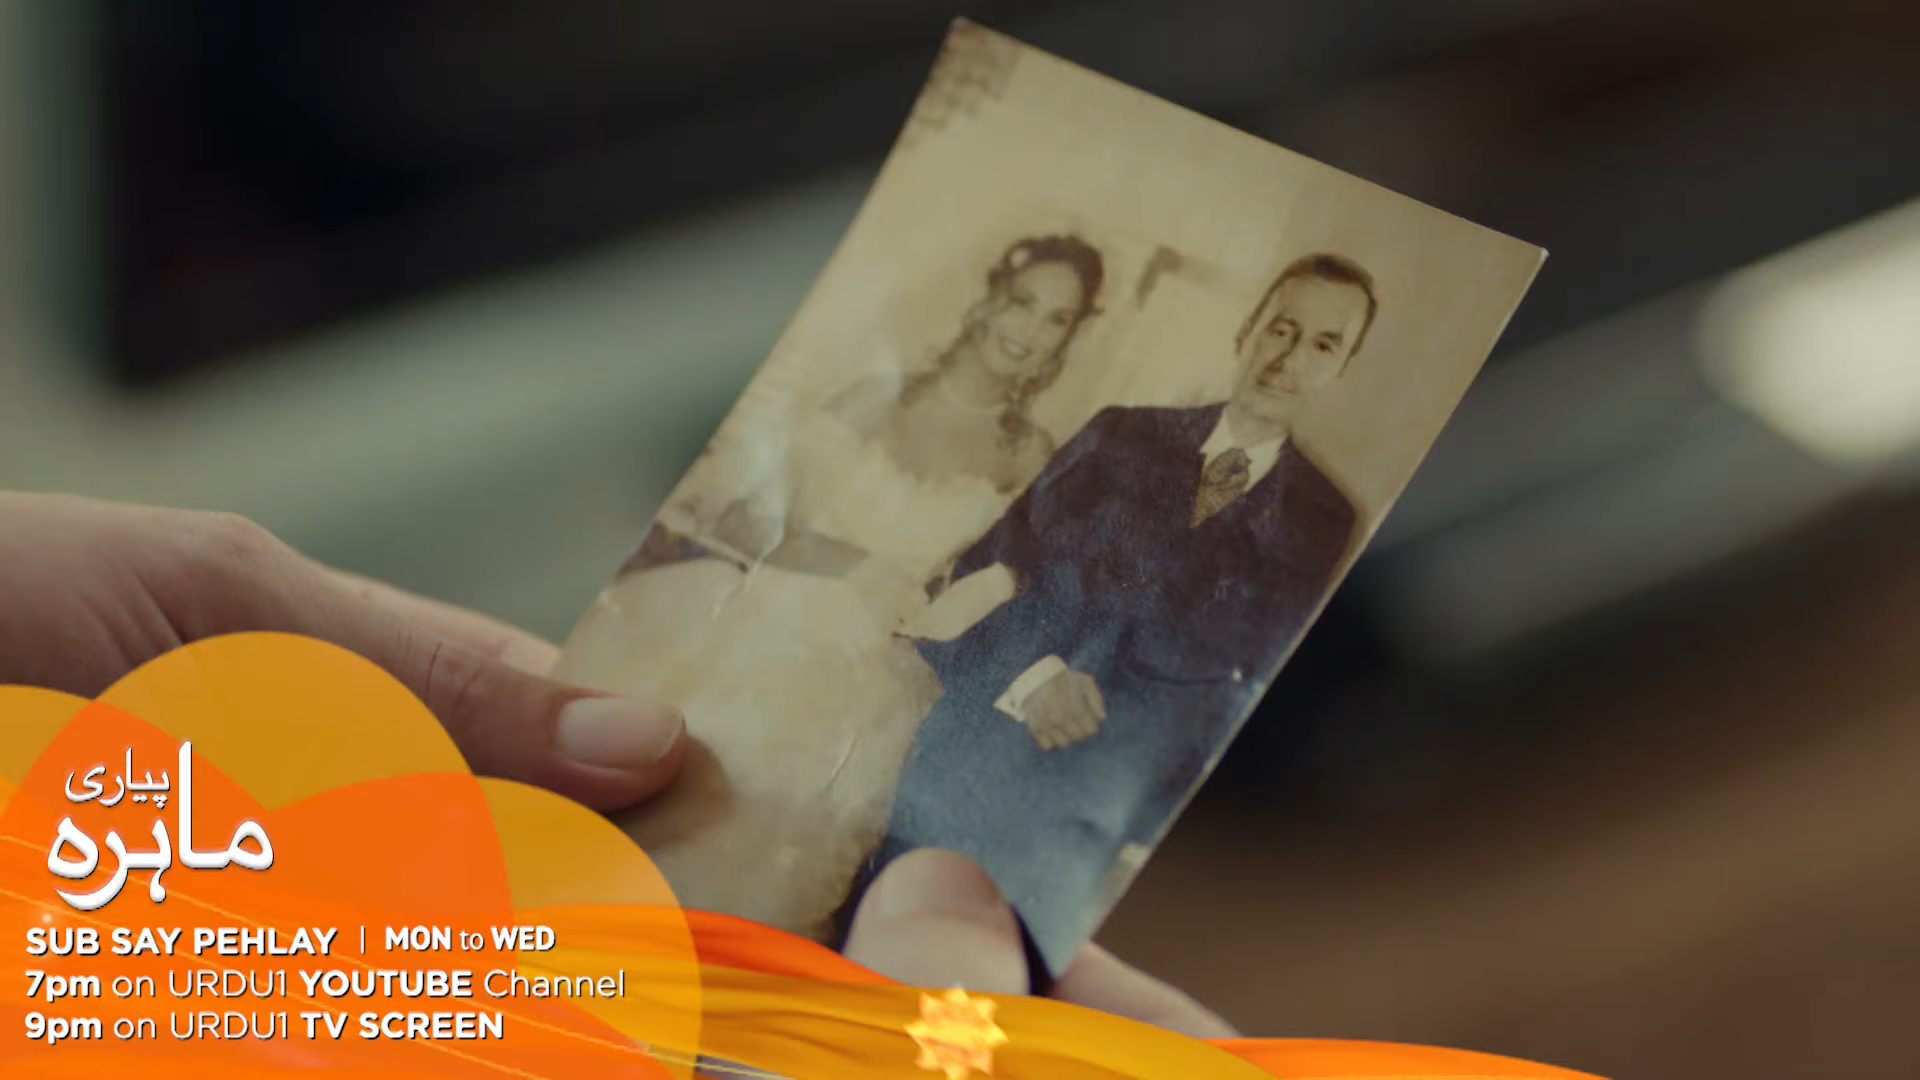 پیاری
ماہرہ
SUB SAY PEHLAY | MON to WED
7pm on URDU1 YOUTUBE Channel
9pm on URDU1 TV SCREEN